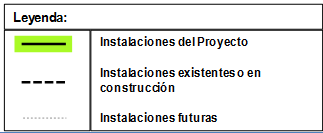 Leyenda:
Instalaciones del Proyecto
Instalaciones existentes o en
construcción
Instalaciones futuras